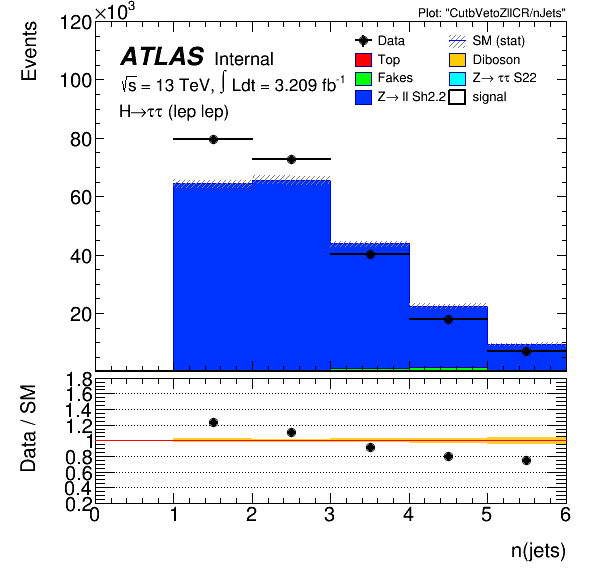 Plot: "CutbVetoZllCR/nJets"
120 ×10³
Events
100
80
60
40
20
ATLAS Internal
√s = 13 TeV, ∫ Ldt = 3.209 fb⁻¹
H→ττ (lep lep)
Data
SM (stat)
Top
Diboson
Fakes
Z→ ττ S22
Z→ ll Sh2.2
signal
Data / SM
1.8
1.6
1.4
1.2
1
0.8
0.6
0.4
0.2
0 1 2 3 4 5 6
n(jets)